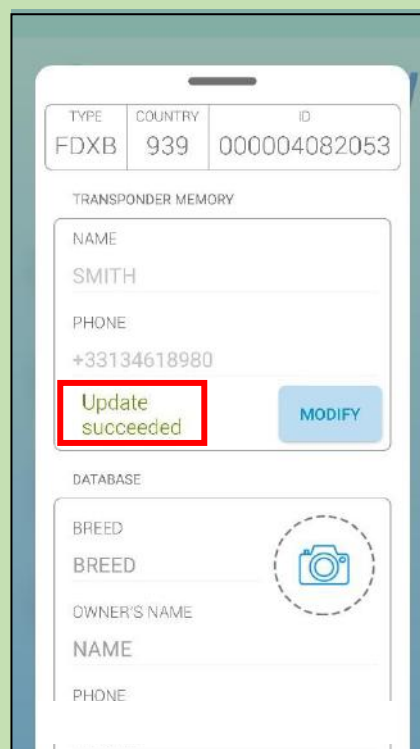 TYPE COUNTRY ID
FDXB 939 000004082053
TRANSPONDER MEMORY
NAME
SMITH
PHONE
+33134618980
Update
succeeded
MODIFY
DATABASE
BREED
BREED
OWNER'S NAME
NAME
PHONE